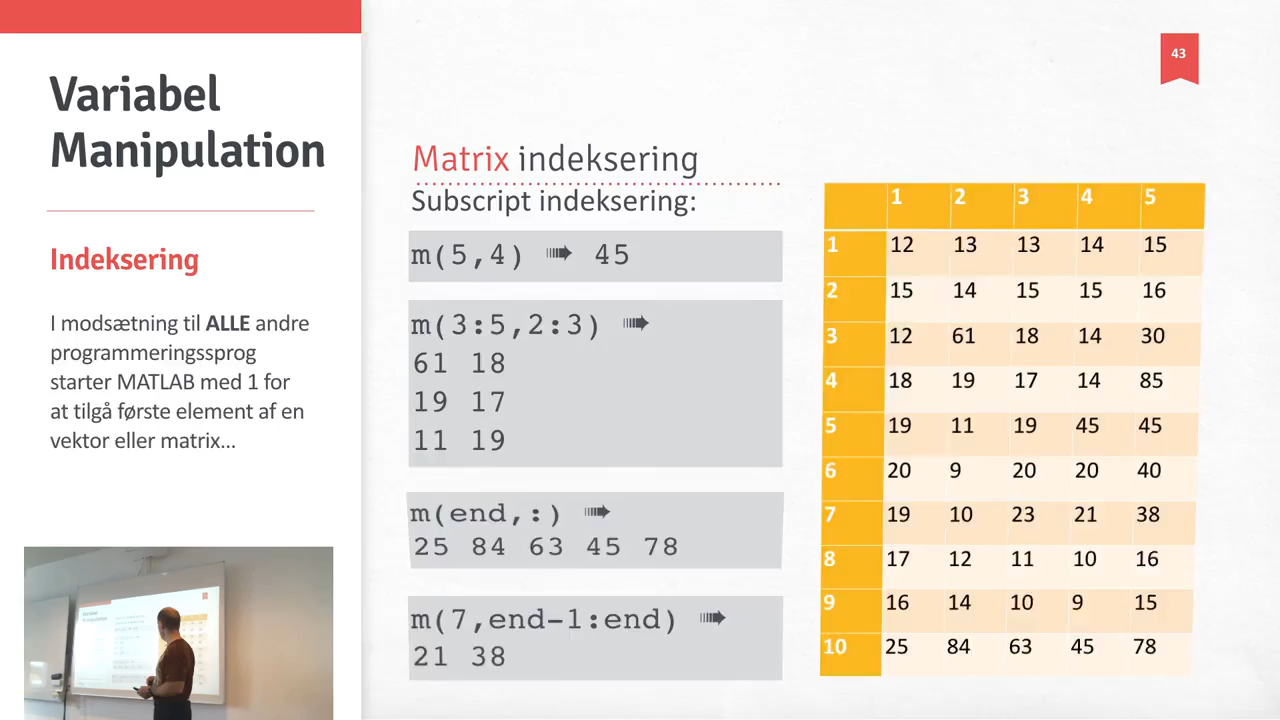 43
Variabel
Manipulation
Indeksering
I modsætning til ALLE andre
programmeringssprog
starter MATLAB med 1 for
at tilgå første element af en
vektor eller matrix...
Matrix indeksering
Subscript indeksering:
m(5,4) ➠ 45
m(3:5,2:3) ➠
61 18
19 17
11 19
m(end,:) ➠
25 84 63 45 78
m(7,end-1:end) ➠
21 38
1 2 3 4 5
1 12 13 13 14 15
2 15 14 15 15 16
3 12 61 18 14 30
4 18 19 17 14 85
5 19 11 19 45 45
6 20 9 20 20 40
7 19 10 23 21 38
8 17 12 11 10 16
9 16 14 10 9 15
10 25 84 63 45 78
Variabel
Manipulation